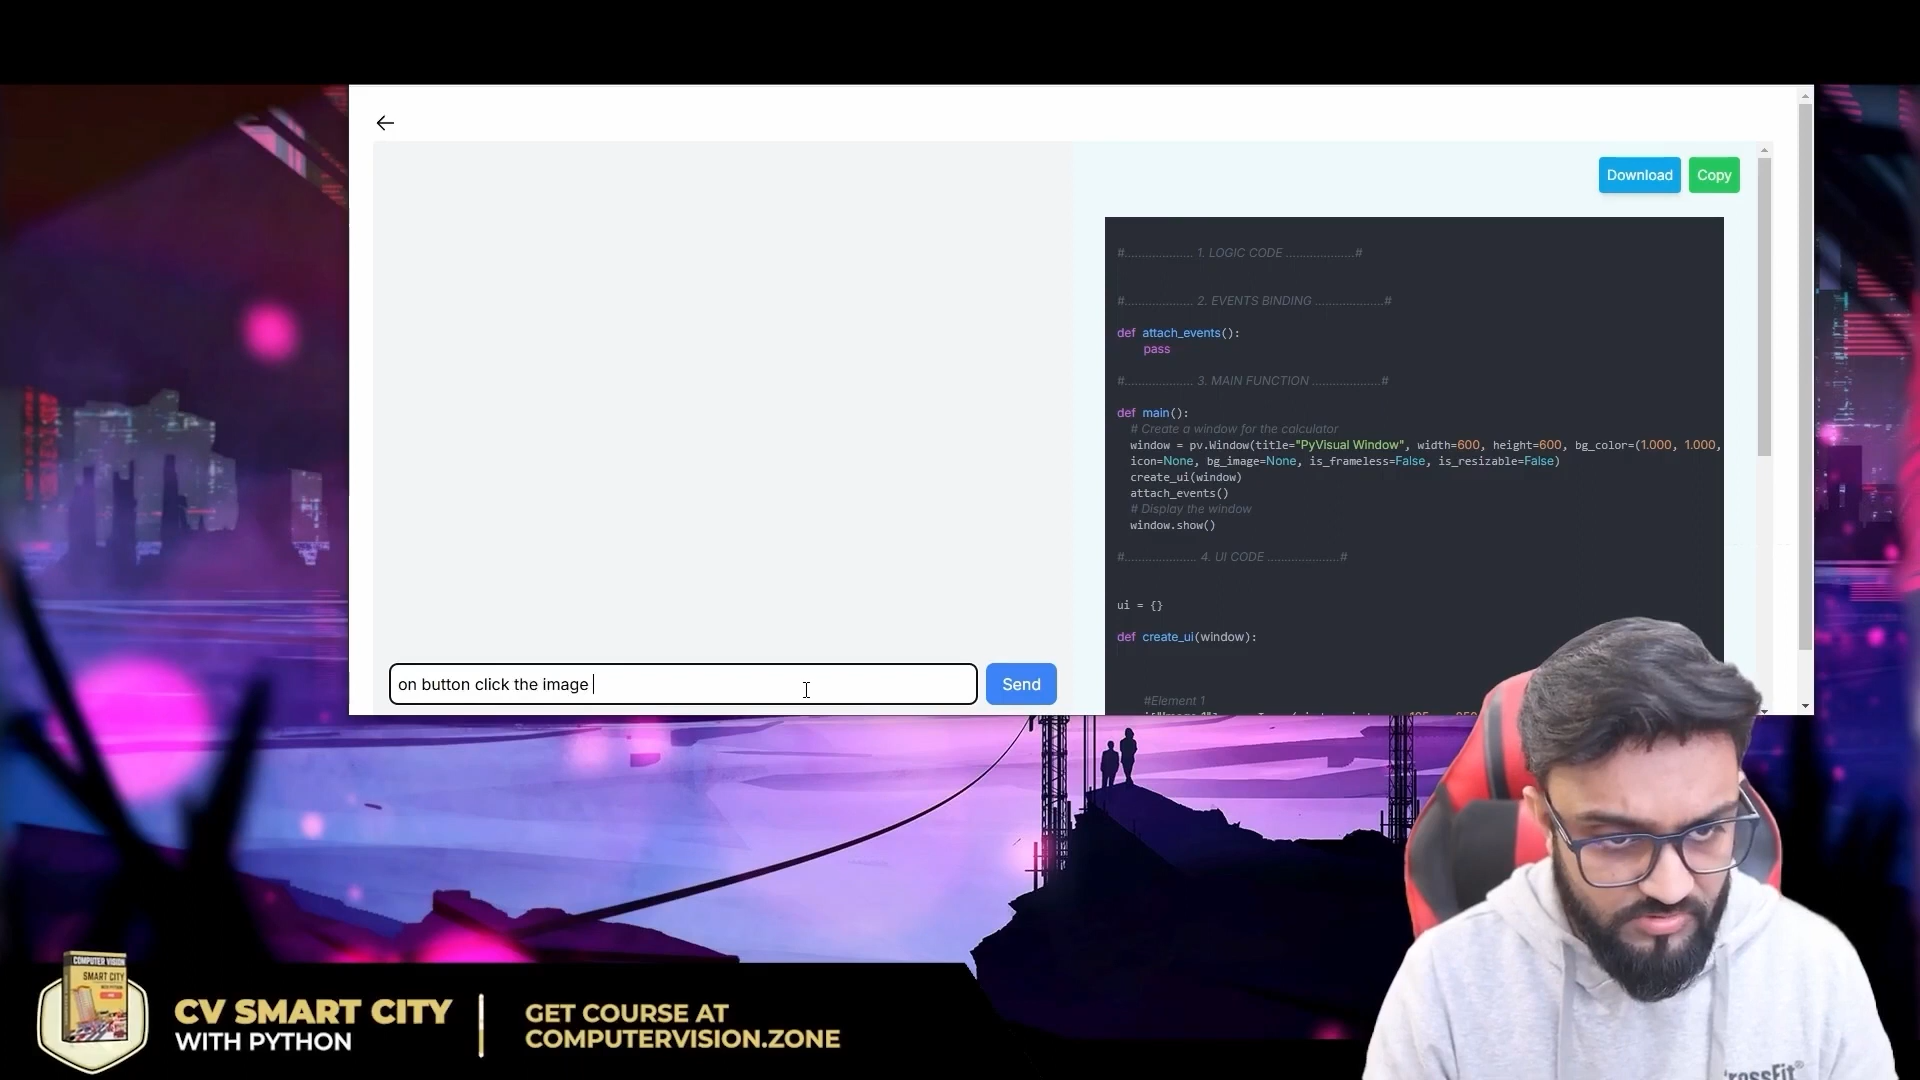 Download
Copy
#.................... 1. LOGIC CODE ....................#
#.................... 2. EVENTS BINDING ....................#
def attach_events():
pass
#.................... 3. MAIN FUNCTION ....................#
def main():
# Create a window for the calculator
window = pv.Window(title="PyVisual Window", width=600, height=600, bg_color=(1.000, 1.000,
icon=None, bg_image=None, is_frameless=False, is_resizable=False)
create_ui(window)
attach_events()
# Display the window
window.show()
#..................... 4. UI CODE ......................#
ui = {}
def create_ui(window):
#Element 1
on button click the image
Send
COMPUTER VISION
SMART CITY
CV SMART CITY
WITH PYTHON
GET COURSE AT
COMPUTERVISION.ZONE